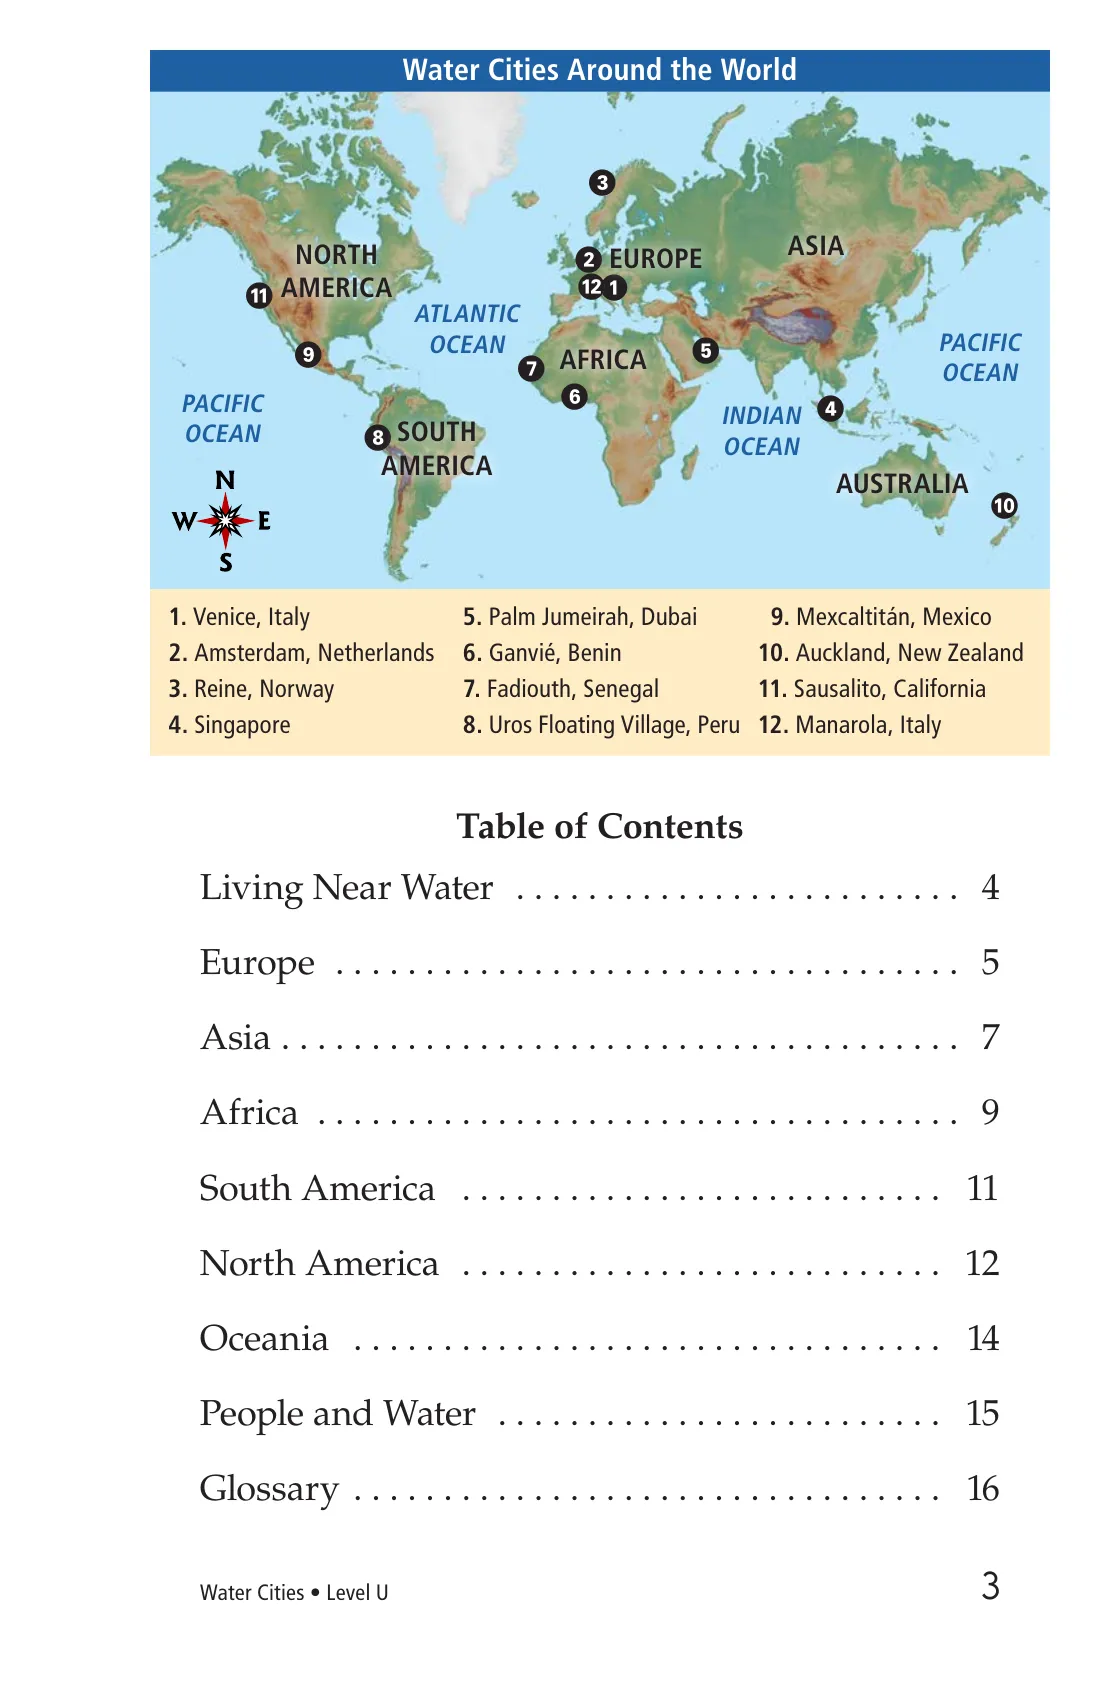 Water Cities Around the World
NORTH
AMERICA
ATLANTIC
OCEAN
EUROPE
ASIA
AFRICA
PACIFIC
OCEAN
PACIFIC
OCEAN
INDIAN
OCEAN
SOUTH
AMERICA
AUSTRALIA
3
2
12
1
11
9
7
5
6
4
8
10
N
W E
S
1. Venice, Italy
2. Amsterdam, Netherlands
3. Reine, Norway
4. Singapore
5. Palm Jumeirah, Dubai
6. Ganvié, Benin
7. Fadiouth, Senegal
8. Uros Floating Village, Peru
9. Mexcaltitán, Mexico
10. Auckland, New Zealand
11. Sausalito, California
12. Manarola, Italy
Table of Contents
Living Near Water . . . . . . . . . . . . . . . . . . . . . . . . . 4
Europe . . . . . . . . . . . . . . . . . . . . . . . . . . . . . . . . . . . 5
Asia . . . . . . . . . . . . . . . . . . . . . . . . . . . . . . . . . . . . . . 7
Africa . . . . . . . . . . . . . . . . . . . . . . . . . . . . . . . . . . . . 9
South America . . . . . . . . . . . . . . . . . . . . . . . . . . . 11
North America . . . . . . . . . . . . . . . . . . . . . . . . . . . 12
Oceania . . . . . . . . . . . . . . . . . . . . . . . . . . . . . . . . . 14
People and Water . . . . . . . . . . . . . . . . . . . . . . . . . 15
Glossary . . . . . . . . . . . . . . . . . . . . . . . . . . . . . . . . . 16
Water Cities • Level U
3